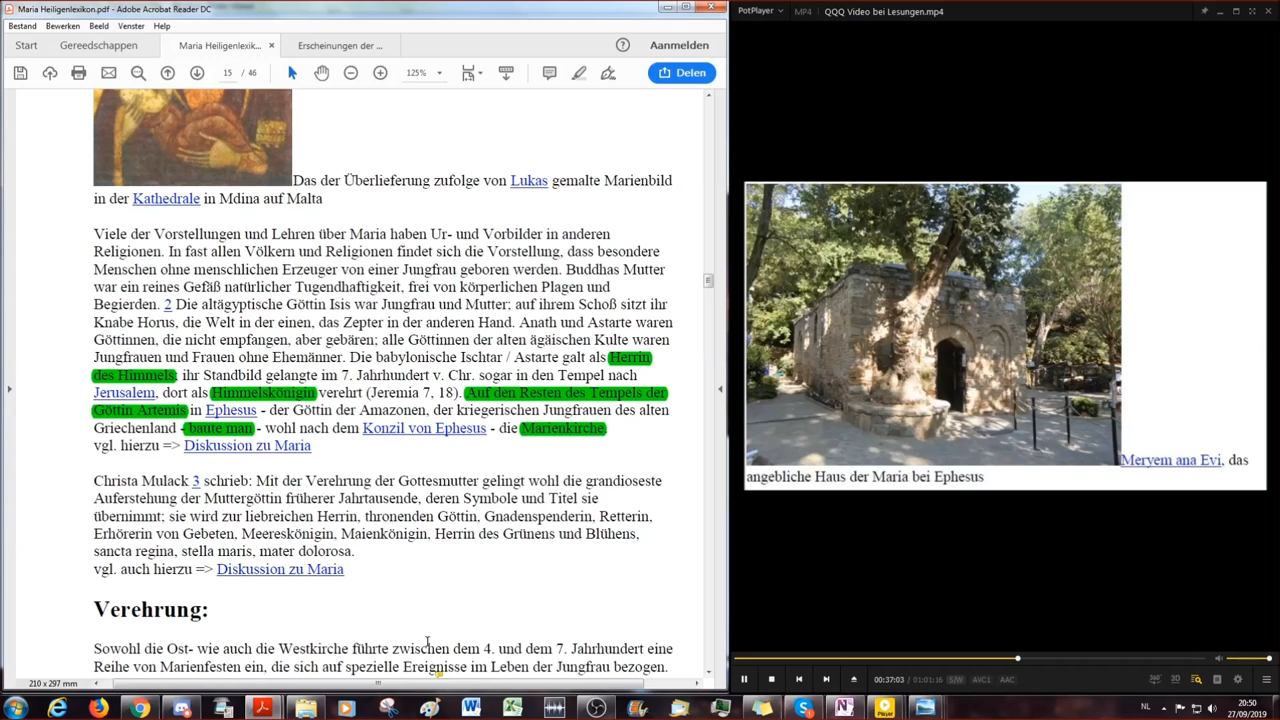 Maria Heiligenlexikon.pdf - Adobe Acrobat Reader DC
Bestand Bewerken Beeld Venster Help
Start Gereedschappen Maria Heiligenlexik... × Erscheinungen der ... Aanmelden
15 / 46 125% Delen
Das der Überlieferung zufolge von Lukas gemalte Marienbild
in der Kathedrale in Mdina auf Malta
Viele der Vorstellungen und Lehren über Maria haben Ur- und Vorbilder in anderen
Religionen. In fast allen Völkern und Religionen findet sich die Vorstellung, dass besondere
Menschen ohne menschlichen Erzeuger von einer Jungfrau geboren werden. Buddhas Mutter
war ein reines Gefäß natürlicher Tugendhaftigkeit, frei von körperlichen Plagen und
Begierden. 2 Die altägyptische Göttin Isis war Jungfrau und Mutter; auf ihrem Schoß sitzt ihr
Knabe Horus, die Welt in der einen, das Zepter in der anderen Hand. Anath und Astarte waren
Göttinnen, die nicht empfangen, aber gebären; alle Göttinnen der alten ägäischen Kulte waren
Jungfrauen und Frauen ohne Ehemänner. Die babylonische Ischtar / Astarte galt als Herrin
des Himmels; ihr Standbild gelangte im 7. Jahrhundert v. Chr. sogar in den Tempel nach
Jerusalem, dort als Himmelskönigin verehrt (Jeremia 7, 18). Auf den Resten des Tempels der
Göttin Artemis in Ephesus - der Göttin der Amazonen, der kriegerischen Jungfrauen des alten
Griechenland - baute man - wohl nach dem Konzil von Ephesus - die Marienkirche.
vgl. hierzu => Diskussion zu Maria
Christa Mulack 3 schrieb: Mit der Verehrung der Gottesmutter gelingt wohl die grandioseste
Auferstehung der Muttergöttin früherer Jahrtausende, deren Symbole und Titel sie
übernimmt; sie wird zur liebreichen Herrin, thronenden Göttin, Gnadenspenderin, Retterin,
Erhörerin von Gebeten, Meereskönigin, Maienkönigin, Herrin des Grünens und Blühens,
sancta regina, stella maris, mater dolorosa.
vgl. auch hierzu => Diskussion zu Maria
Verehrung:
Sowohl die Ost- wie auch die Westkirche führte zwischen dem 4. und dem 7. Jahrhundert eine
Reihe von Marienfesten ein, die sich auf spezielle Ereignisse im Leben der Jungfrau bezogen.
210 x 297 mm
PotPlayer MP4 QQQ Video bei Lesungen.mp4
Meryem ana Evi, das
angebliche Haus der Maria bei Ephesus
00:37:03 / 01:01:16 S/W AVC1 AAC
360° 3D
NL 20:50
27/09/2019